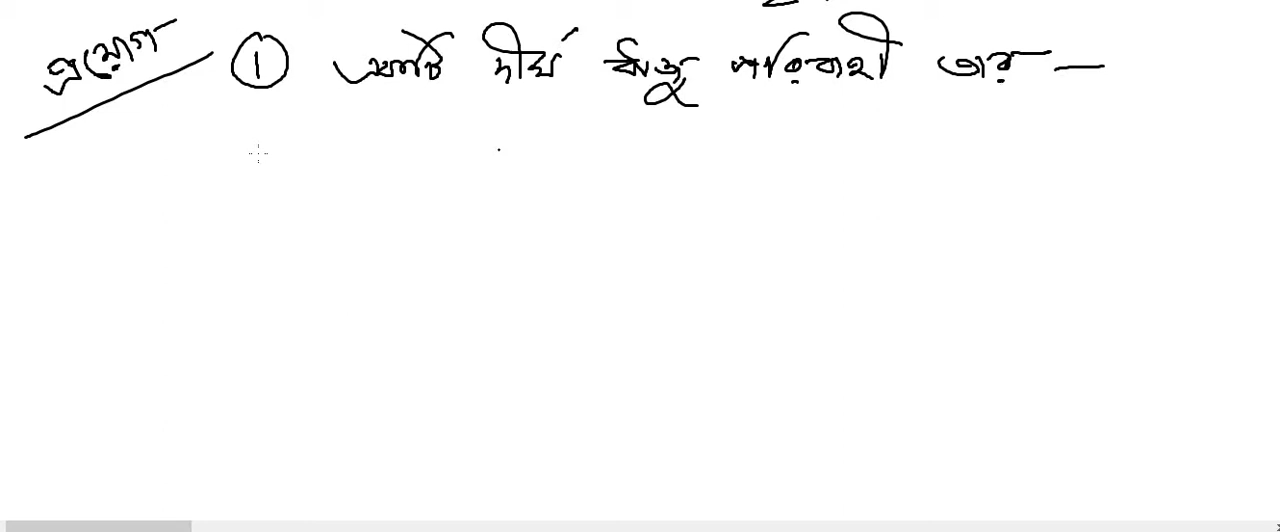 প্রয়োগ ① একটি দীর্ঘ ঋজু পরিবাহী তার —